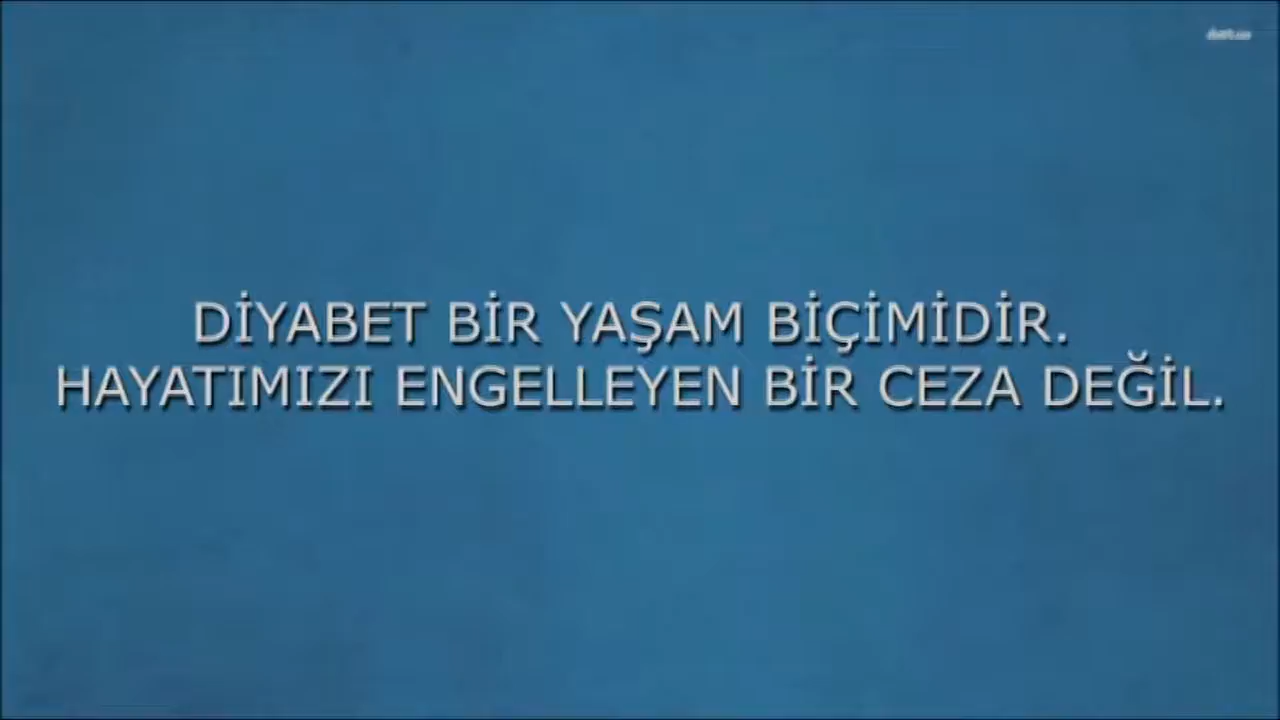 DİYABET BİR YAŞAM BİÇİMİDİR.
HAYATIMIZI ENGELLEYEN BİR CEZA DEĞİL.